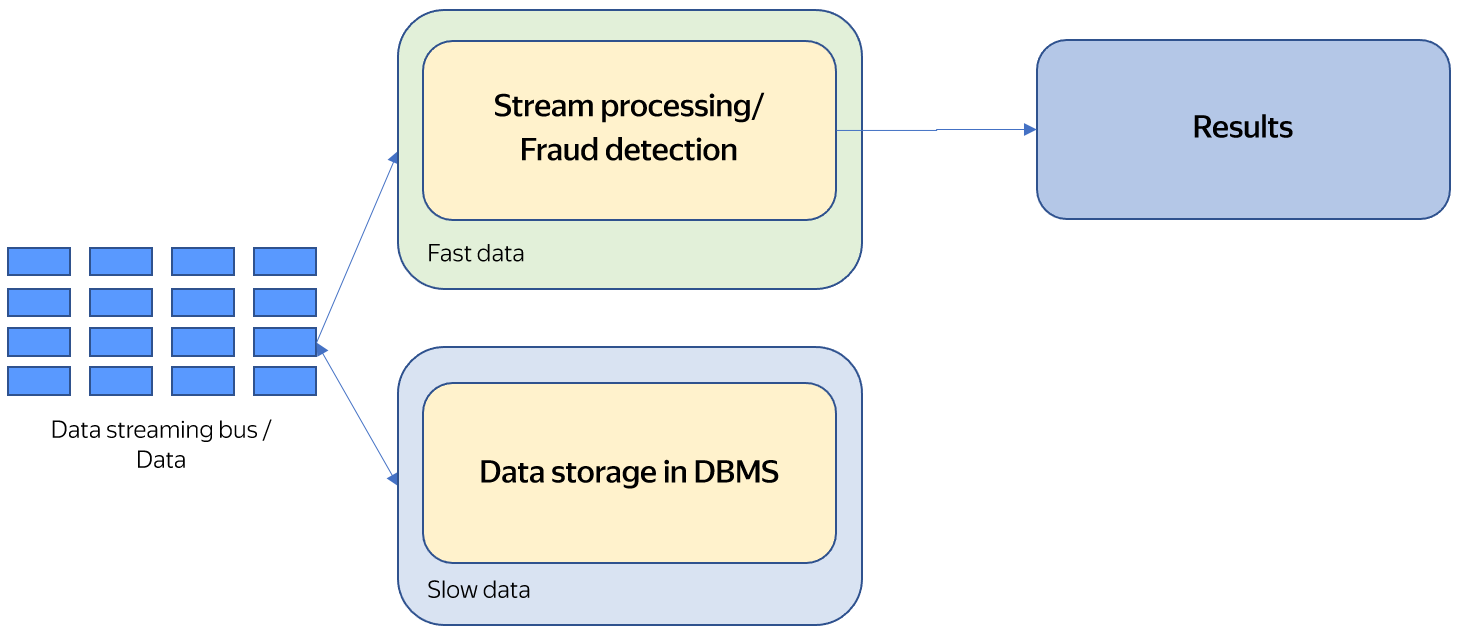 Stream processing/
Fraud detection
Results
Fast data
Data streaming bus /
Data
Data storage in DBMS
Slow data